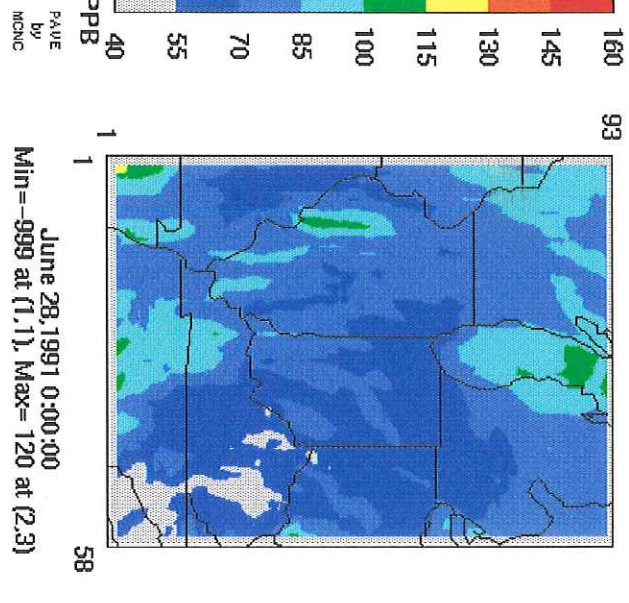 160
145
130
115
100
85
70
55
40
PPB
PAVE
by
MCNC
93
1
1
58
June 28,1991 0:00:00
Min=-999 at (1,1), Max= 120 at (2,3)